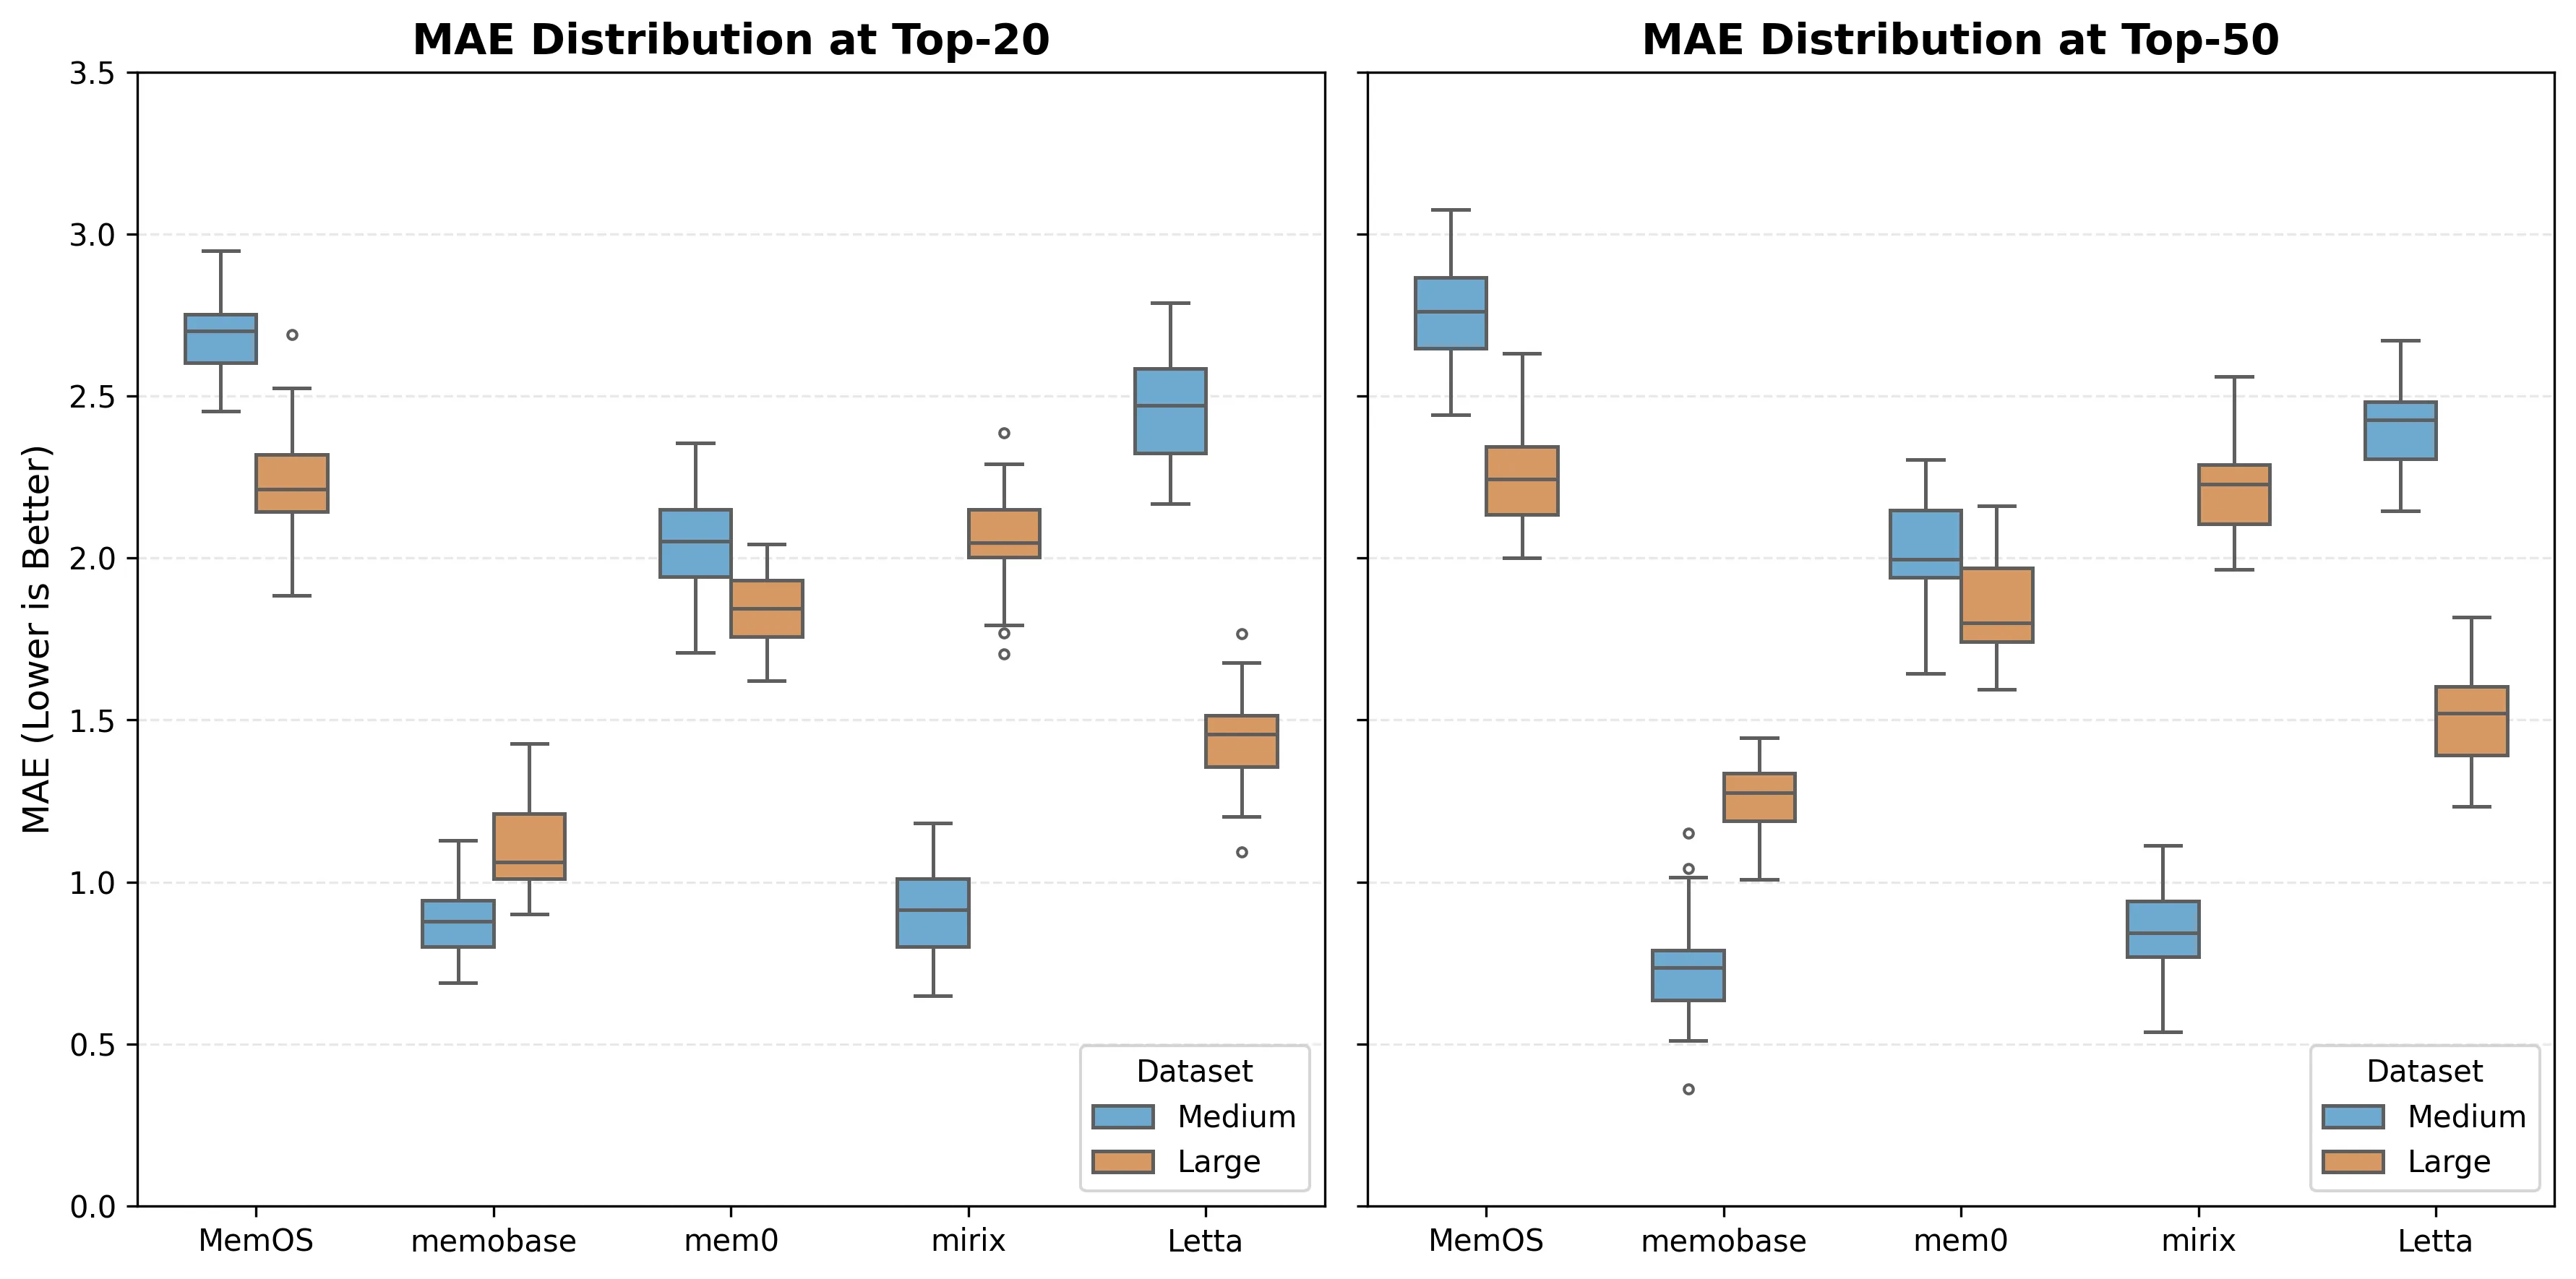 MAE Distribution at Top-20
MAE (Lower is Better)
3.5
3.0
2.5
2.0
1.5
1.0
0.5
0.0
MemOS memobase mem0 mirix Letta
Dataset
Medium
Large
MAE Distribution at Top-50
MemOS memobase mem0 mirix Letta
Dataset
Medium
Large